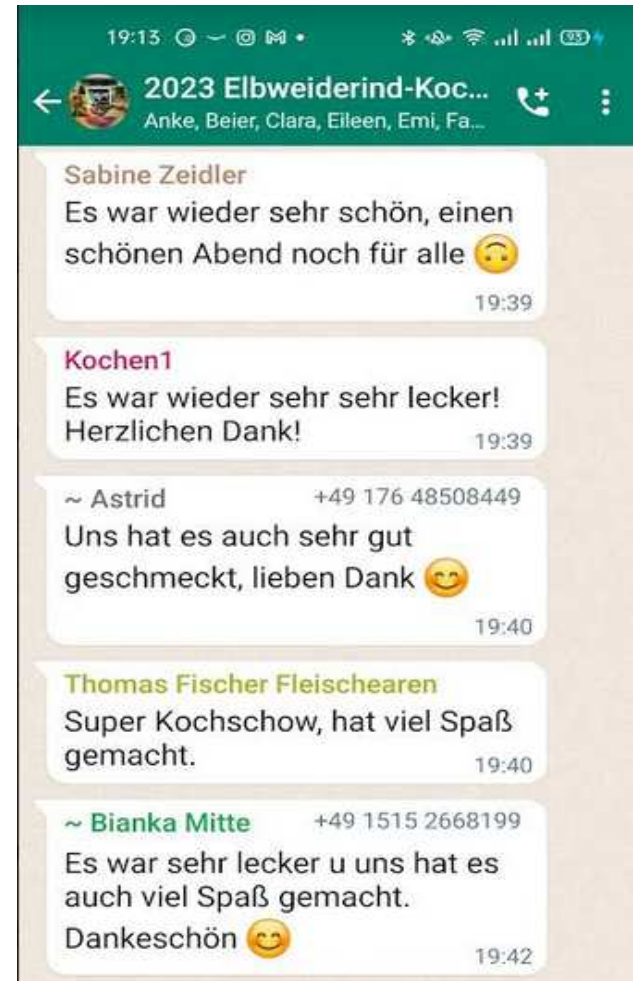 19:13
93
2023 Elbweiderind-Koc...
Anke, Beier, Clara, Eileen, Emi, Fa...
Sabine Zeidler
Es war wieder sehr schön, einen
schönen Abend noch für alle 🙃
19:39
Kochen1
Es war wieder sehr sehr lecker!
Herzlichen Dank!
19:39
~ Astrid +49 176 48508449
Uns hat es auch sehr gut
geschmeckt, lieben Dank 😊
19:40
Thomas Fischer Fleischearen
Super Kochschow, hat viel Spaß
gemacht.
19:40
~ Bianka Mitte +49 1515 2668199
Es war sehr lecker u uns hat es
auch viel Spaß gemacht.
Dankeschön 😊
19:42